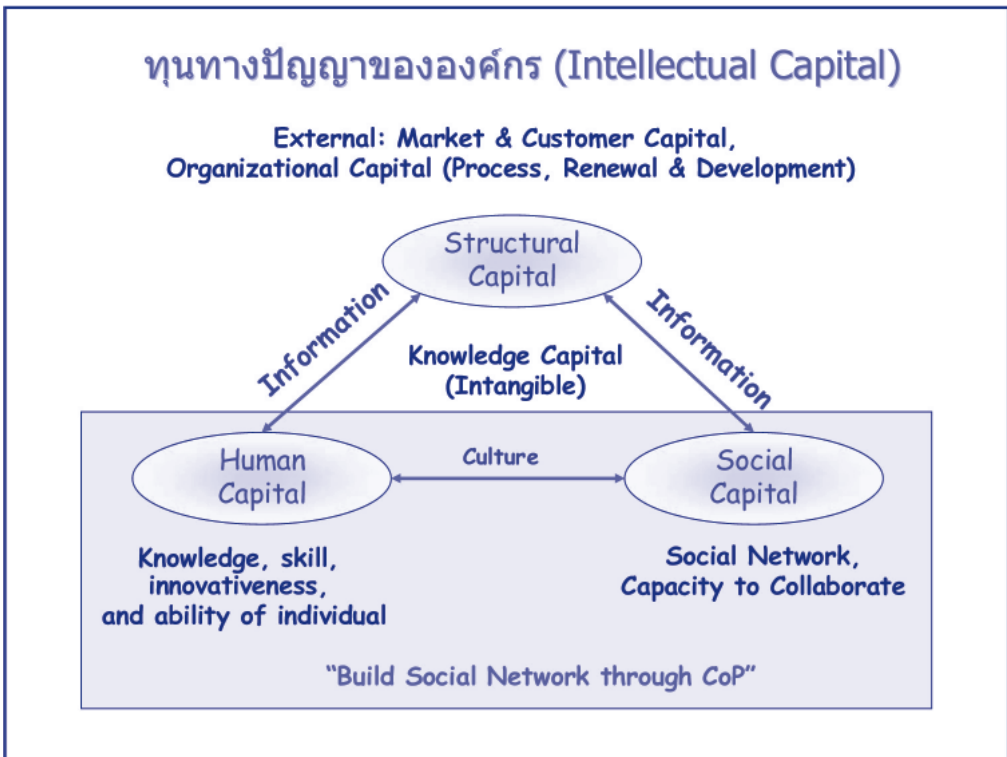 ทุนทางปัญญาขององค์กร (Intellectual Capital)
External: Market & Customer Capital,
Organizational Capital (Process, Renewal & Development)
Structural
Capital
Information
Information
Knowledge Capital
(Intangible)
Human
Capital
Culture
Social
Capital
Knowledge, skill,
innovativeness,
and ability of individual
Social Network,
Capacity to Collaborate
“Build Social Network through CoP”